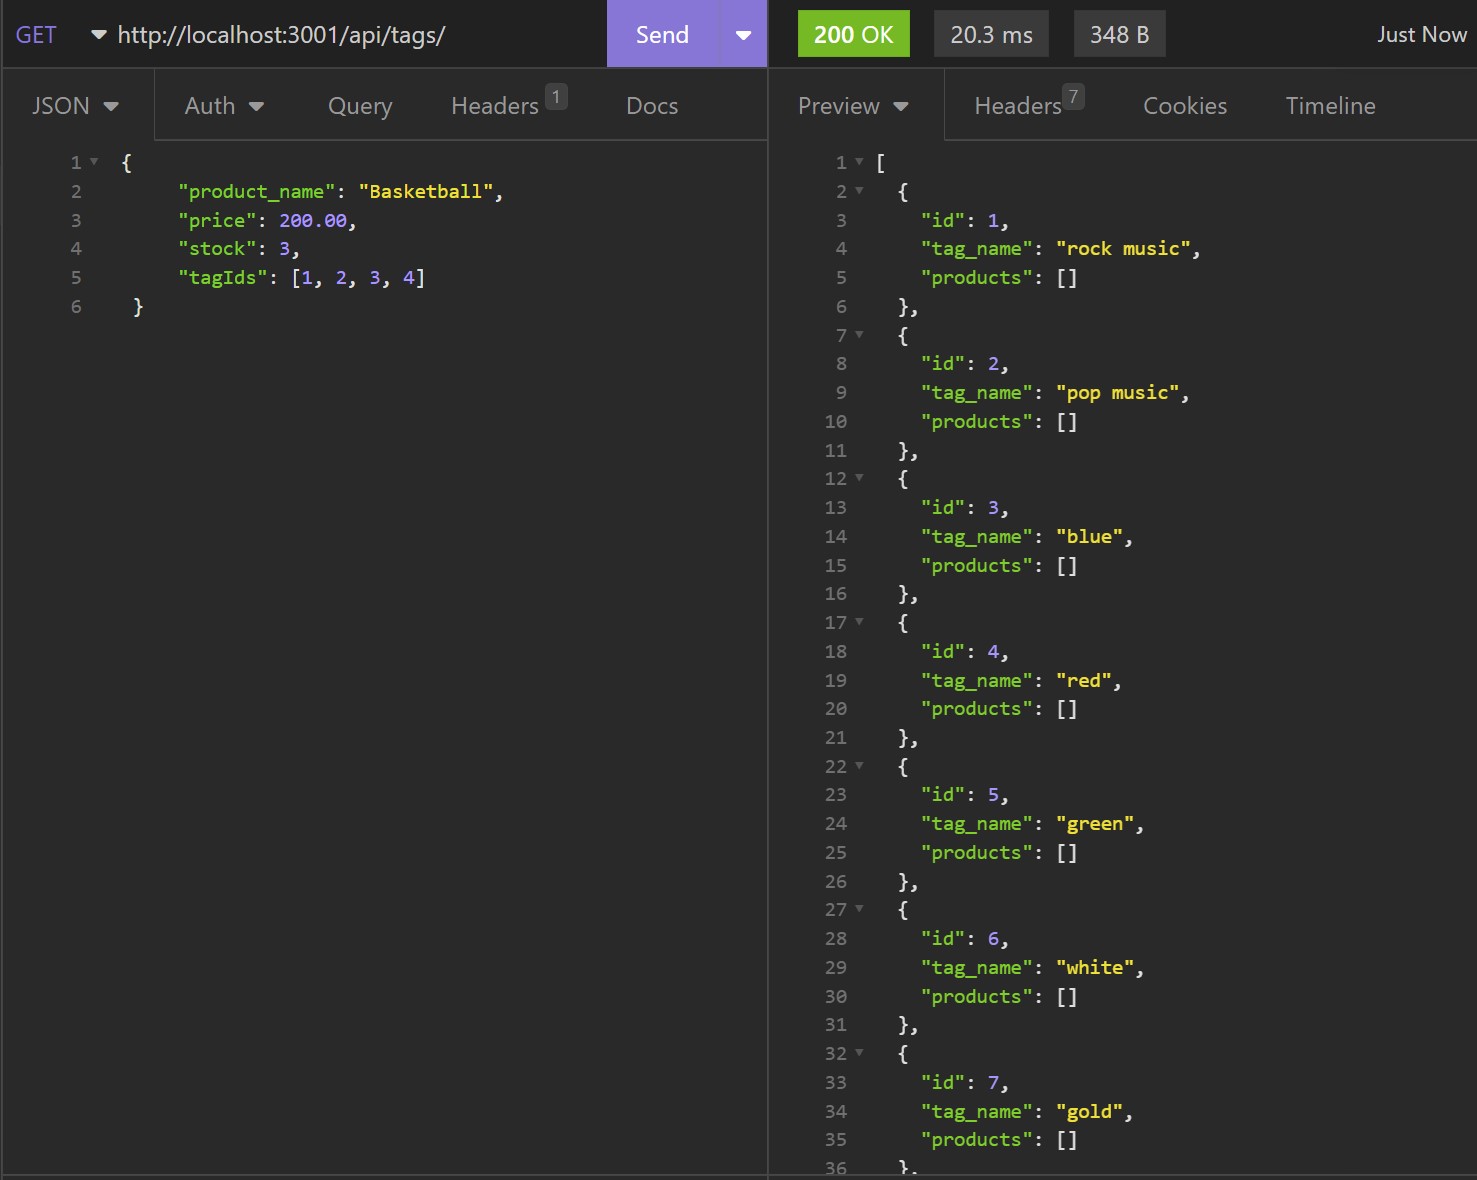 GET http://localhost:3001/api/tags/ Send 200 OK 20.3 ms 348 B Just Now
JSON Auth Query Headers 1 Docs
1 {
2 "product_name": "Basketball",
3 "price": 200.00,
4 "stock": 3,
5 "tagIds": [1, 2, 3, 4]
6 }
Preview Headers 7 Cookies Timeline
1 [
2 {
3 "id": 1,
4 "tag_name": "rock music",
5 "products": []
6 },
7 {
8 "id": 2,
9 "tag_name": "pop music",
10 "products": []
11 },
12 {
13 "id": 3,
14 "tag_name": "blue",
15 "products": []
16 },
17 {
18 "id": 4,
19 "tag_name": "red",
20 "products": []
21 },
22 {
23 "id": 5,
24 "tag_name": "green",
25 "products": []
26 },
27 {
28 "id": 6,
29 "tag_name": "white",
30 "products": []
31 },
32 {
33 "id": 7,
34 "tag_name": "gold",
35 "products": []
36 },